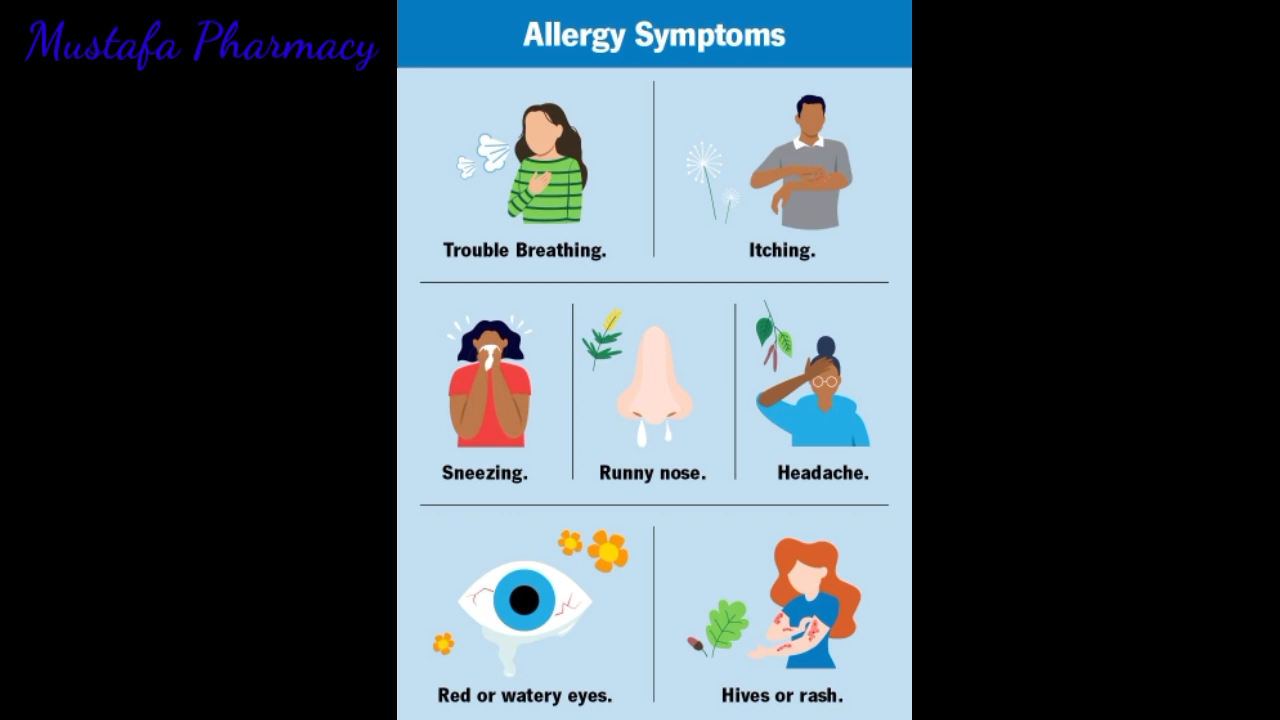 Mustafa Pharmacy
Allergy Symptoms
Trouble Breathing.
Itching.
Sneezing.
Runny nose.
Headache.
Red or watery eyes.
Hives or rash.